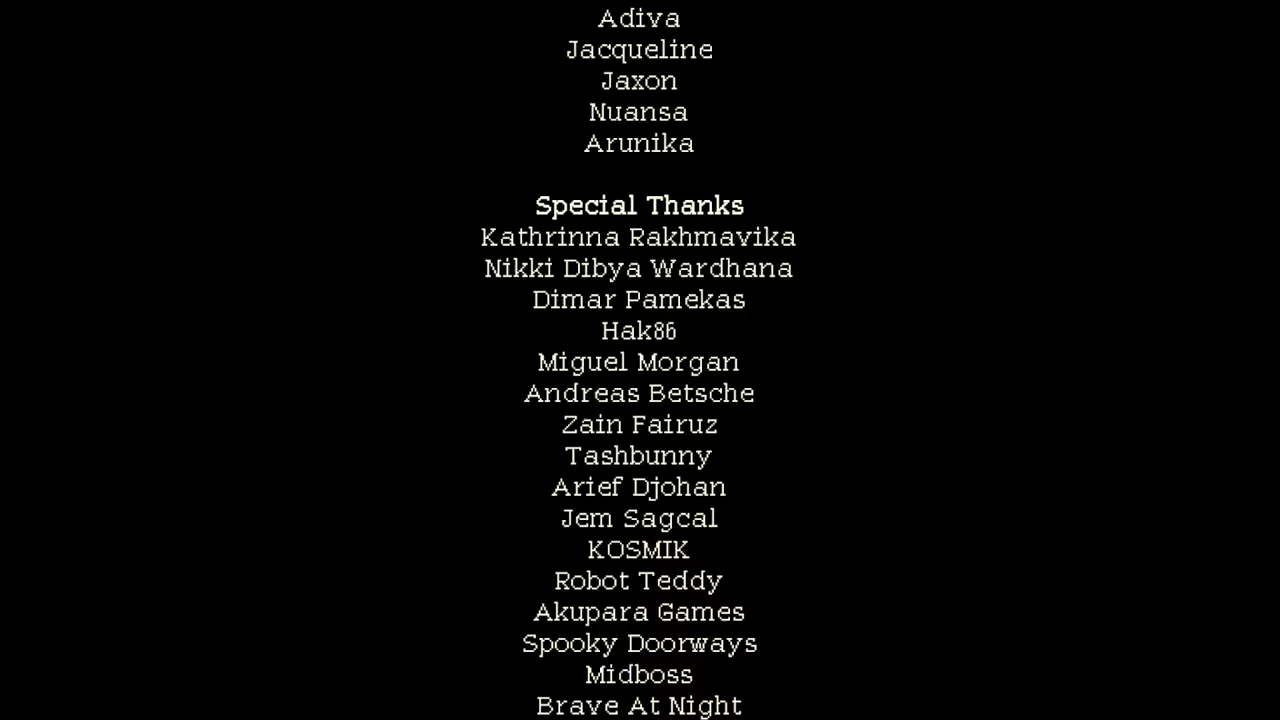 Adiva
Jacqueline
Jaxon
Nuansa
Arunika
Special Thanks
Kathrinna Rakhmavika
Nikki Dibya Wardhana
Dimar Pamekas
Hak86
Miguel Morgan
Andreas Betsche
Zain Fairuz
Tashbunny
Arief Djohan
Jem Sagcal
KOSMIK
Robot Teddy
Akupara Games
Spooky Doorways
Midboss
Brave At Night